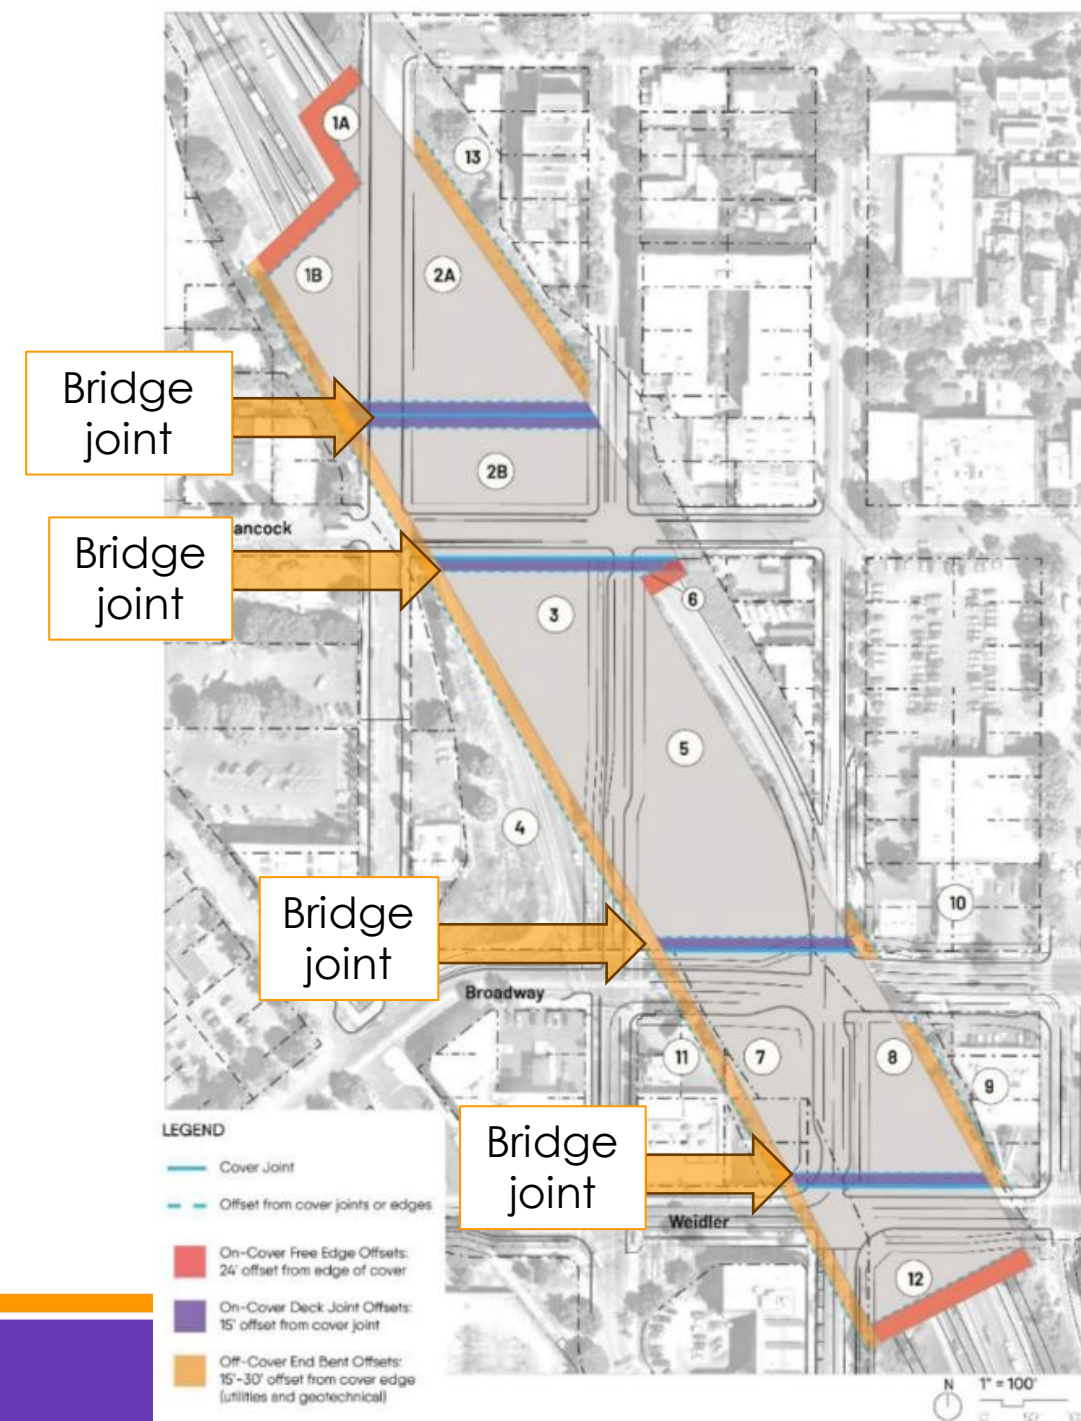 1A
13
1B
2A
Bridge
joint
2B
ancock
Bridge
joint
3
6
5
4
10
Bridge
joint
Broadway
11
7
8
9
Bridge
joint
Weidler
12
LEGEND
Cover Joint
Offset from cover joints or edges
On-Cover Free Edge Offsets:
24' offset from edge of cover
On-Cover Deck Joint Offsets:
15' offset from cover joint
Off-Cover End Bent Offsets:
15'-30' offset from cover edge
(utilities and geotechnical)
N
1" = 100'
0 50'